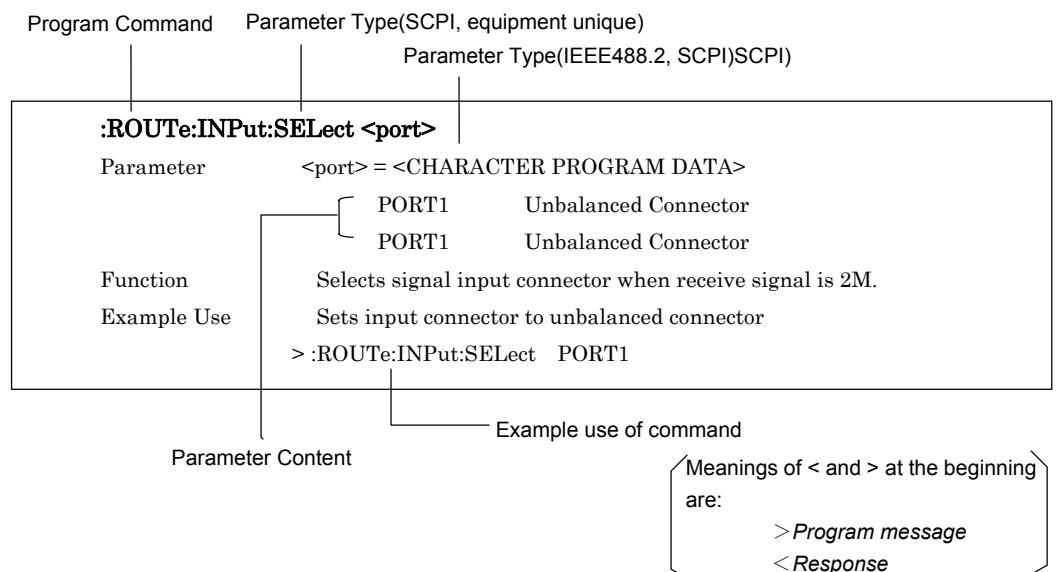 Program Command Parameter Type(SCPI, equipment unique)
Parameter Type(IEEE488.2, SCPI)SCPI)
:ROUTe:INPut:SELect <port>
Parameter <port> = <CHARACTER PROGRAM DATA>
PORT1 Unbalanced Connector
PORT1 Unbalanced Connector
Function Selects signal input connector when receive signal is 2M.
Example Use Sets input connector to unbalanced connector
> :ROUTe:INPut:SELect PORT1
Example use of command
Parameter Content
Meanings of < and > at the beginning
are:
>Program message
<Response